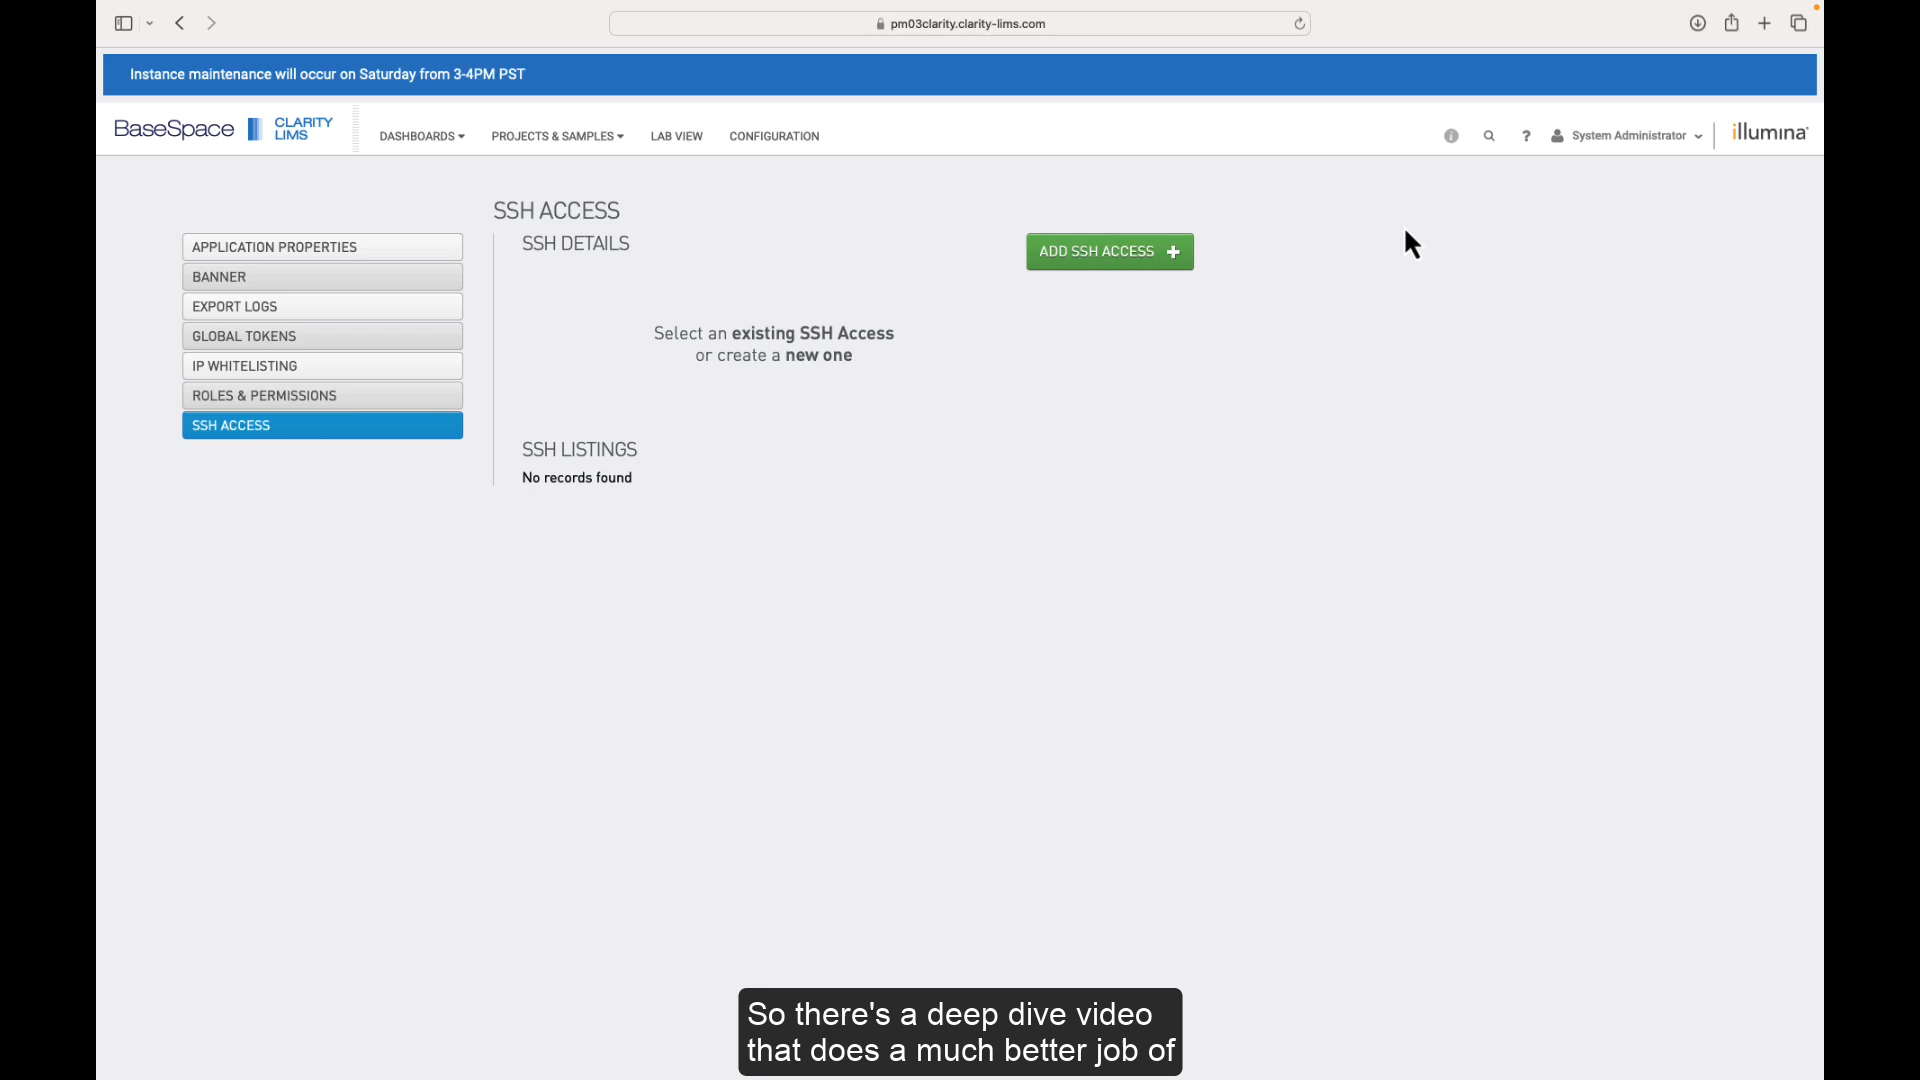 pm03clarity.clarity-lims.com
Instance maintenance will occur on Saturday from 3-4PM PST
BaseSpace CLARITY LIMS
DASHBOARDS PROJECTS & SAMPLES LAB VIEW CONFIGURATION
? System Administrator illumina
SSH ACCESS
APPLICATION PROPERTIES
BANNER
EXPORT LOGS
GLOBAL TOKENS
IP WHITELISTING
ROLES & PERMISSIONS
SSH ACCESS
SSH DETAILS
ADD SSH ACCESS +
Select an existing SSH Access
or create a new one
SSH LISTINGS
No records found
So there's a deep dive video
that does a much better job of